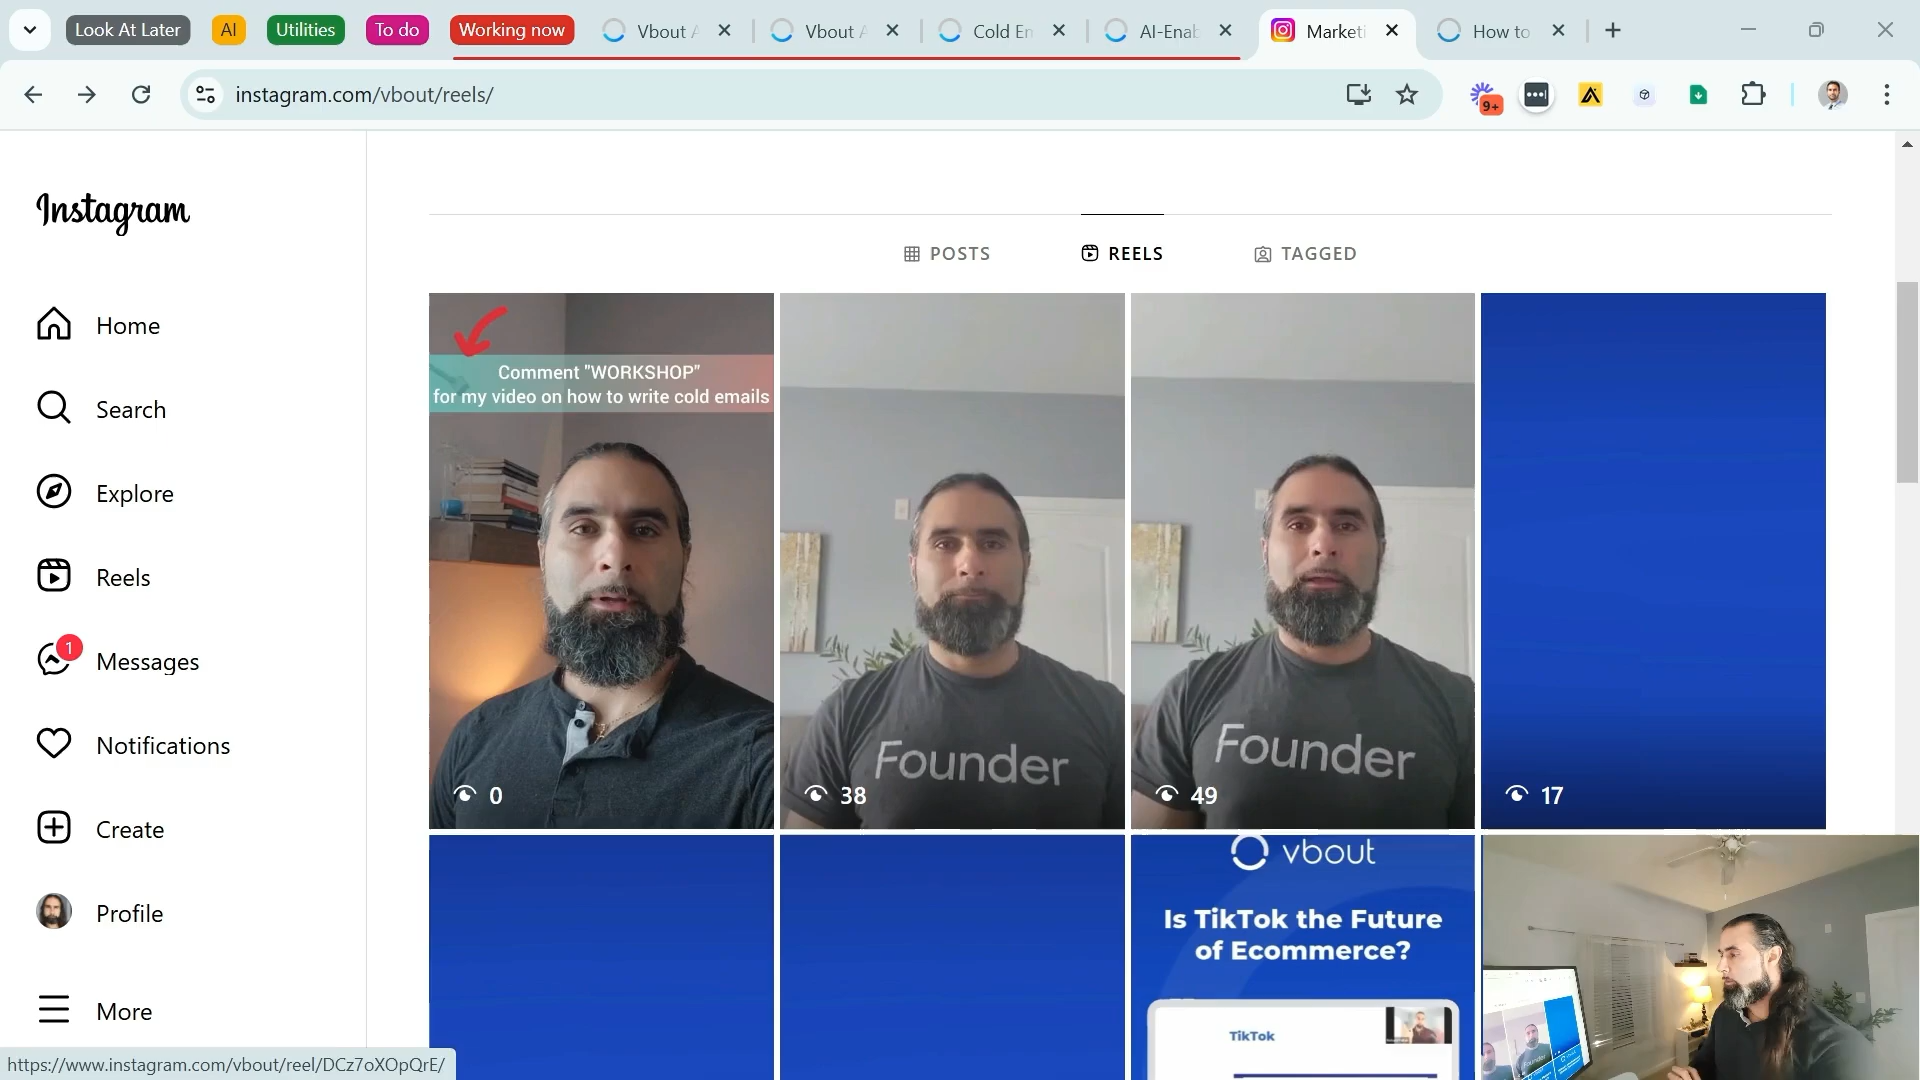 Look At Later
AI
Utilities
To do
Working now
Vbout A
Vbout A
Cold Em
AI-Enab
Marketi
How to
instagram.com/vbout/reels/
9+
Instagram
Home
Search
Explore
Reels
1
Messages
Notifications
Create
Profile
More
POSTS
REELS
TAGGED
Comment "WORKSHOP"
for my video on how to write cold emails
0
Founder
38
Founder
49
17
vbout
Is TikTok the Future
of Ecommerce?
TikTok
https://www.instagram.com/vbout/reel/DCz7oXOpQrE/